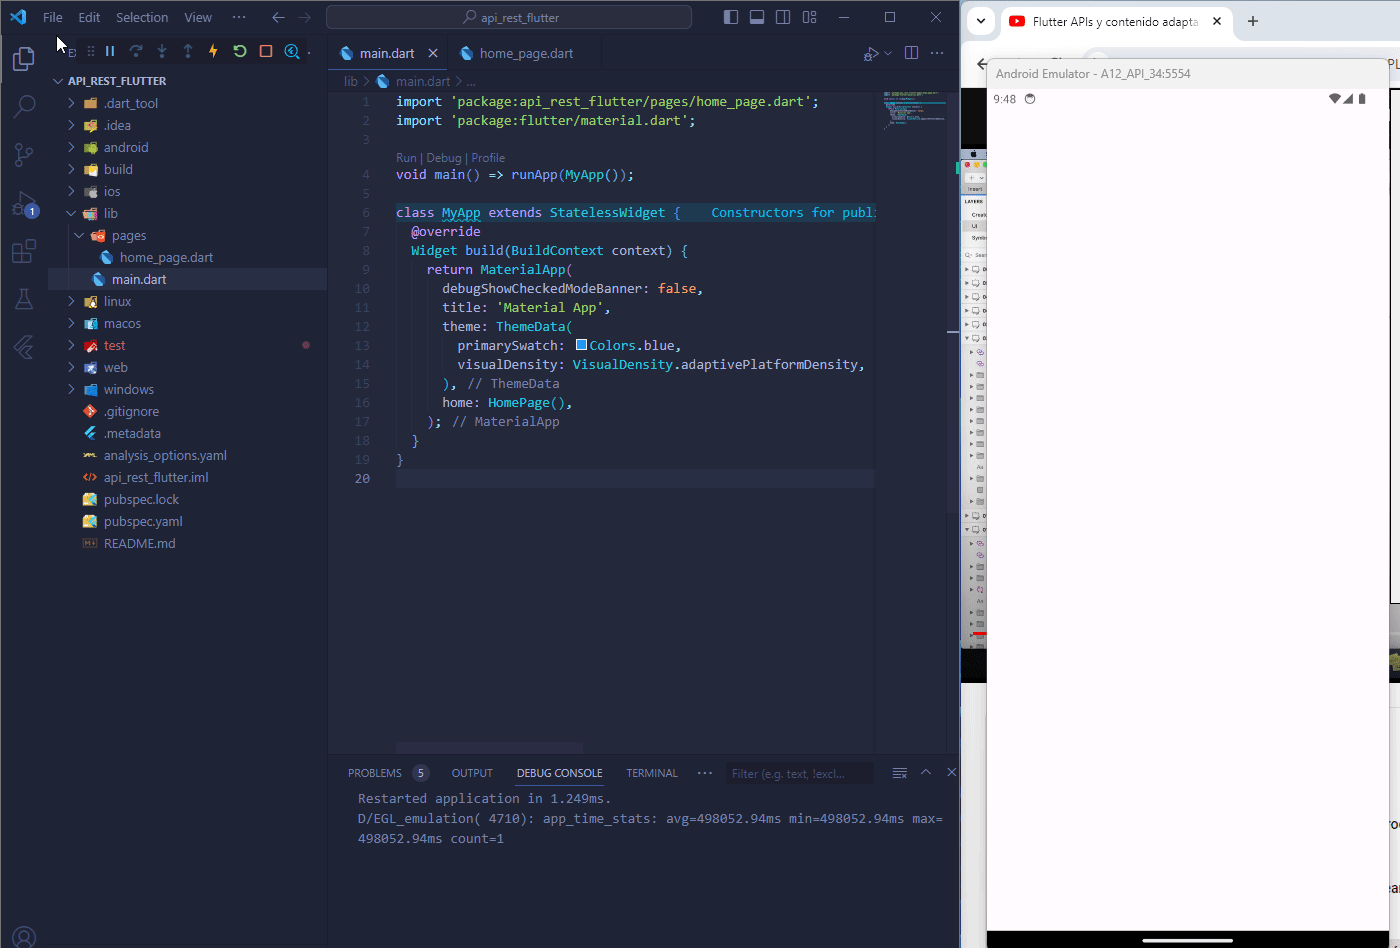 File Edit Selection View ··· api_rest_flutter
API_REST_FLUTTER
.dart_tool
.idea
android
build
ios
lib
pages
home_page.dart
main.dart
linux
macos
test
web
windows
.gitignore
.metadata
analysis_options.yaml
api_rest_flutter.iml
pubspec.lock
pubspec.yaml
README.md
1
main.dart home_page.dart
lib > main.dart > ...
1 import 'package:api_rest_flutter/pages/home_page.dart';
2 import 'package:flutter/material.dart';
3
Run | Debug | Profile
4 void main() => runApp(MyApp());
5
6 class MyApp extends StatelessWidget { Constructors for publ
7 @override
8 Widget build(BuildContext context) {
9 return MaterialApp(
10 debugShowCheckedModeBanner: false,
11 title: 'Material App',
12 theme: ThemeData(
13 primarySwatch: Colors.blue,
14 visualDensity: VisualDensity.adaptivePlatformDensity,
15 ), // ThemeData
16 home: HomePage(),
17 ); // MaterialApp
18 }
19 }
20
PROBLEMS 5 OUTPUT DEBUG CONSOLE TERMINAL ··· Filter (e.g. text, !excl...
Restarted application in 1.249ms.
D/EGL_emulation( 4710): app_time_stats: avg=498052.94ms min=498052.94ms max=
498052.94ms count=1
Flutter APIs y contenido adapta
Android Emulator - A12_API_34:5554
9:48
Insert
LAYERS
UI